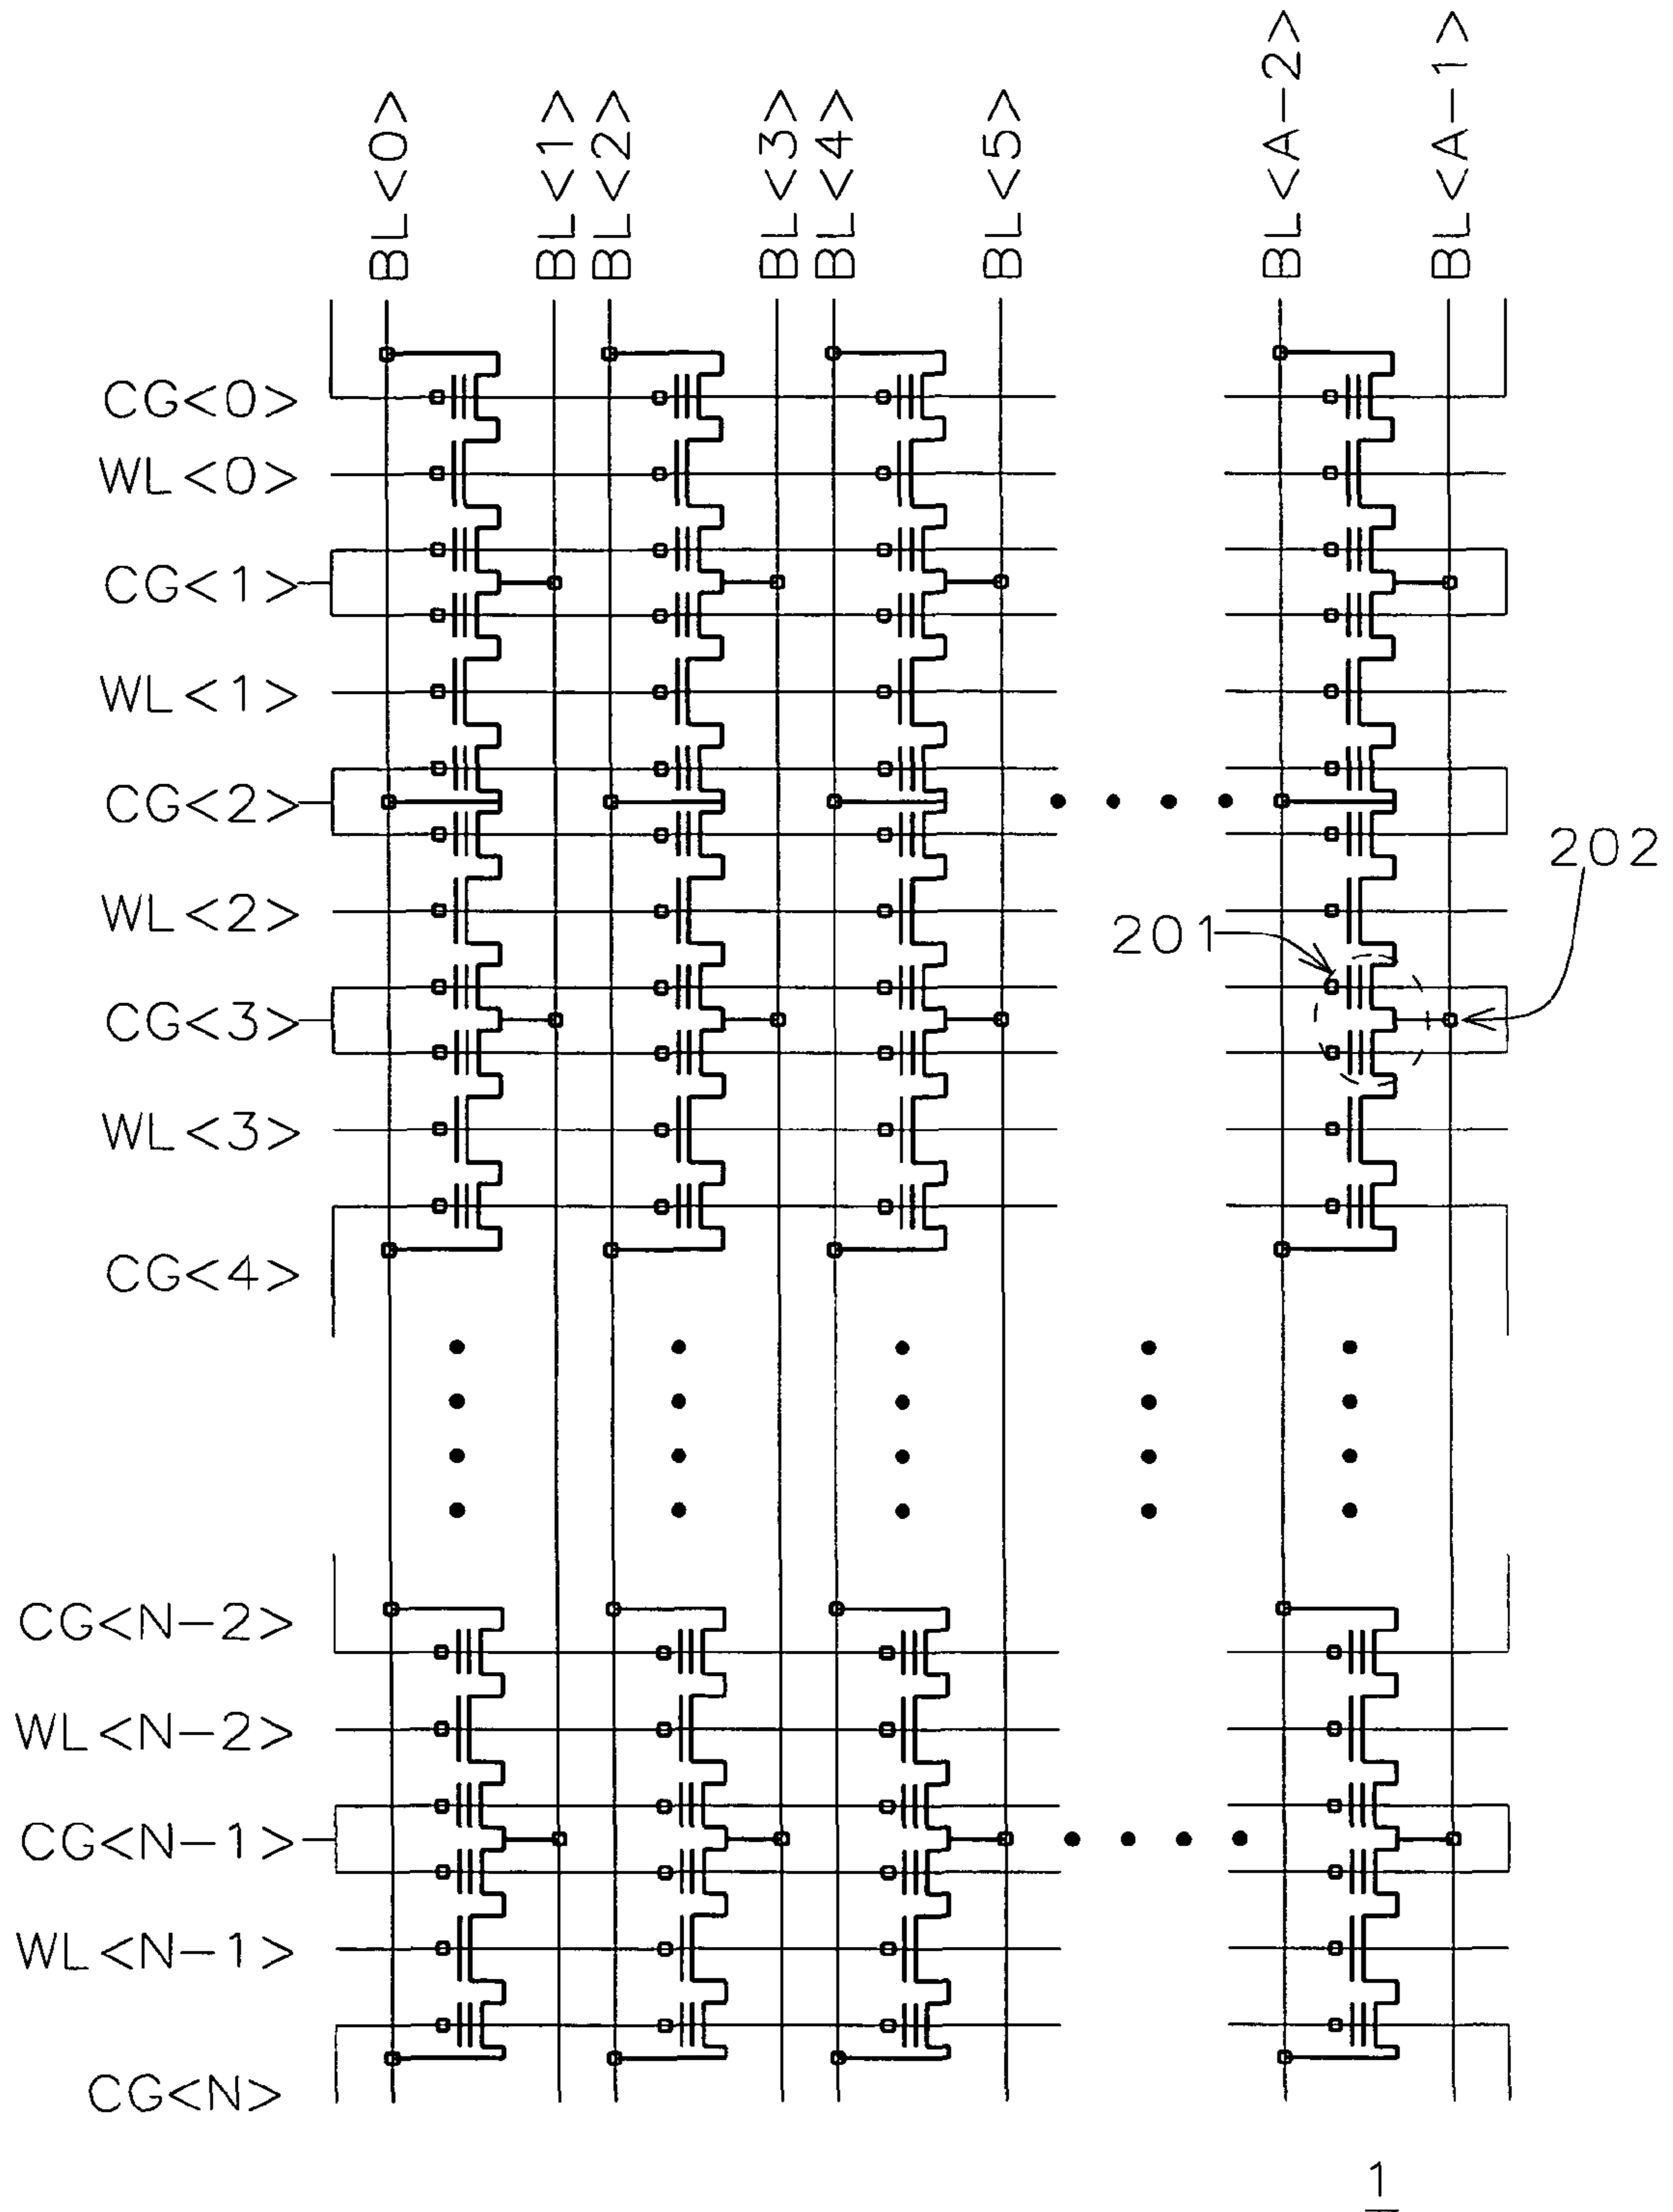 BL<0>
BL<1>
BL<2>
BL<3>
BL<4>
BL<5>
BL<A-2>
BL<A-1>
CG<0>
WL<0>
CG<1>
WL<1>
CG<2>
202
WL<2>
201
CG<3>
WL<3>
CG<4>
CG<N-2>
WL<N-2>
CG<N-1>
WL<N-1>
CG<N>
1